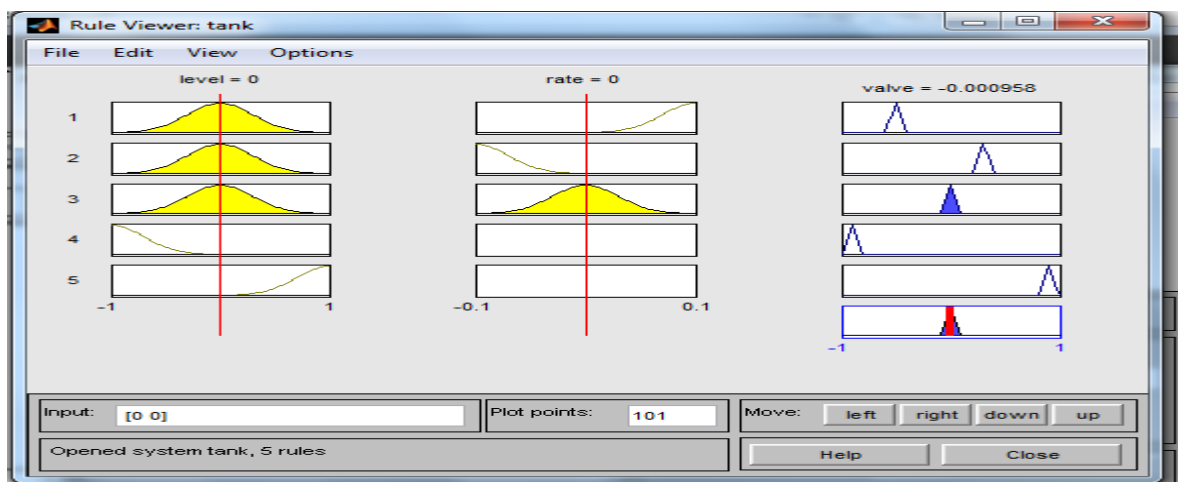 Rule Viewer: tank
File Edit View Options
level = 0 rate = 0 valve = -0.000958
1
2
3
4
5
-1 1 -0.1 0.1
-1 1
Input: [0 0] Plot points: 101 Move: left right down up
Opened system tank, 5 rules Help Close